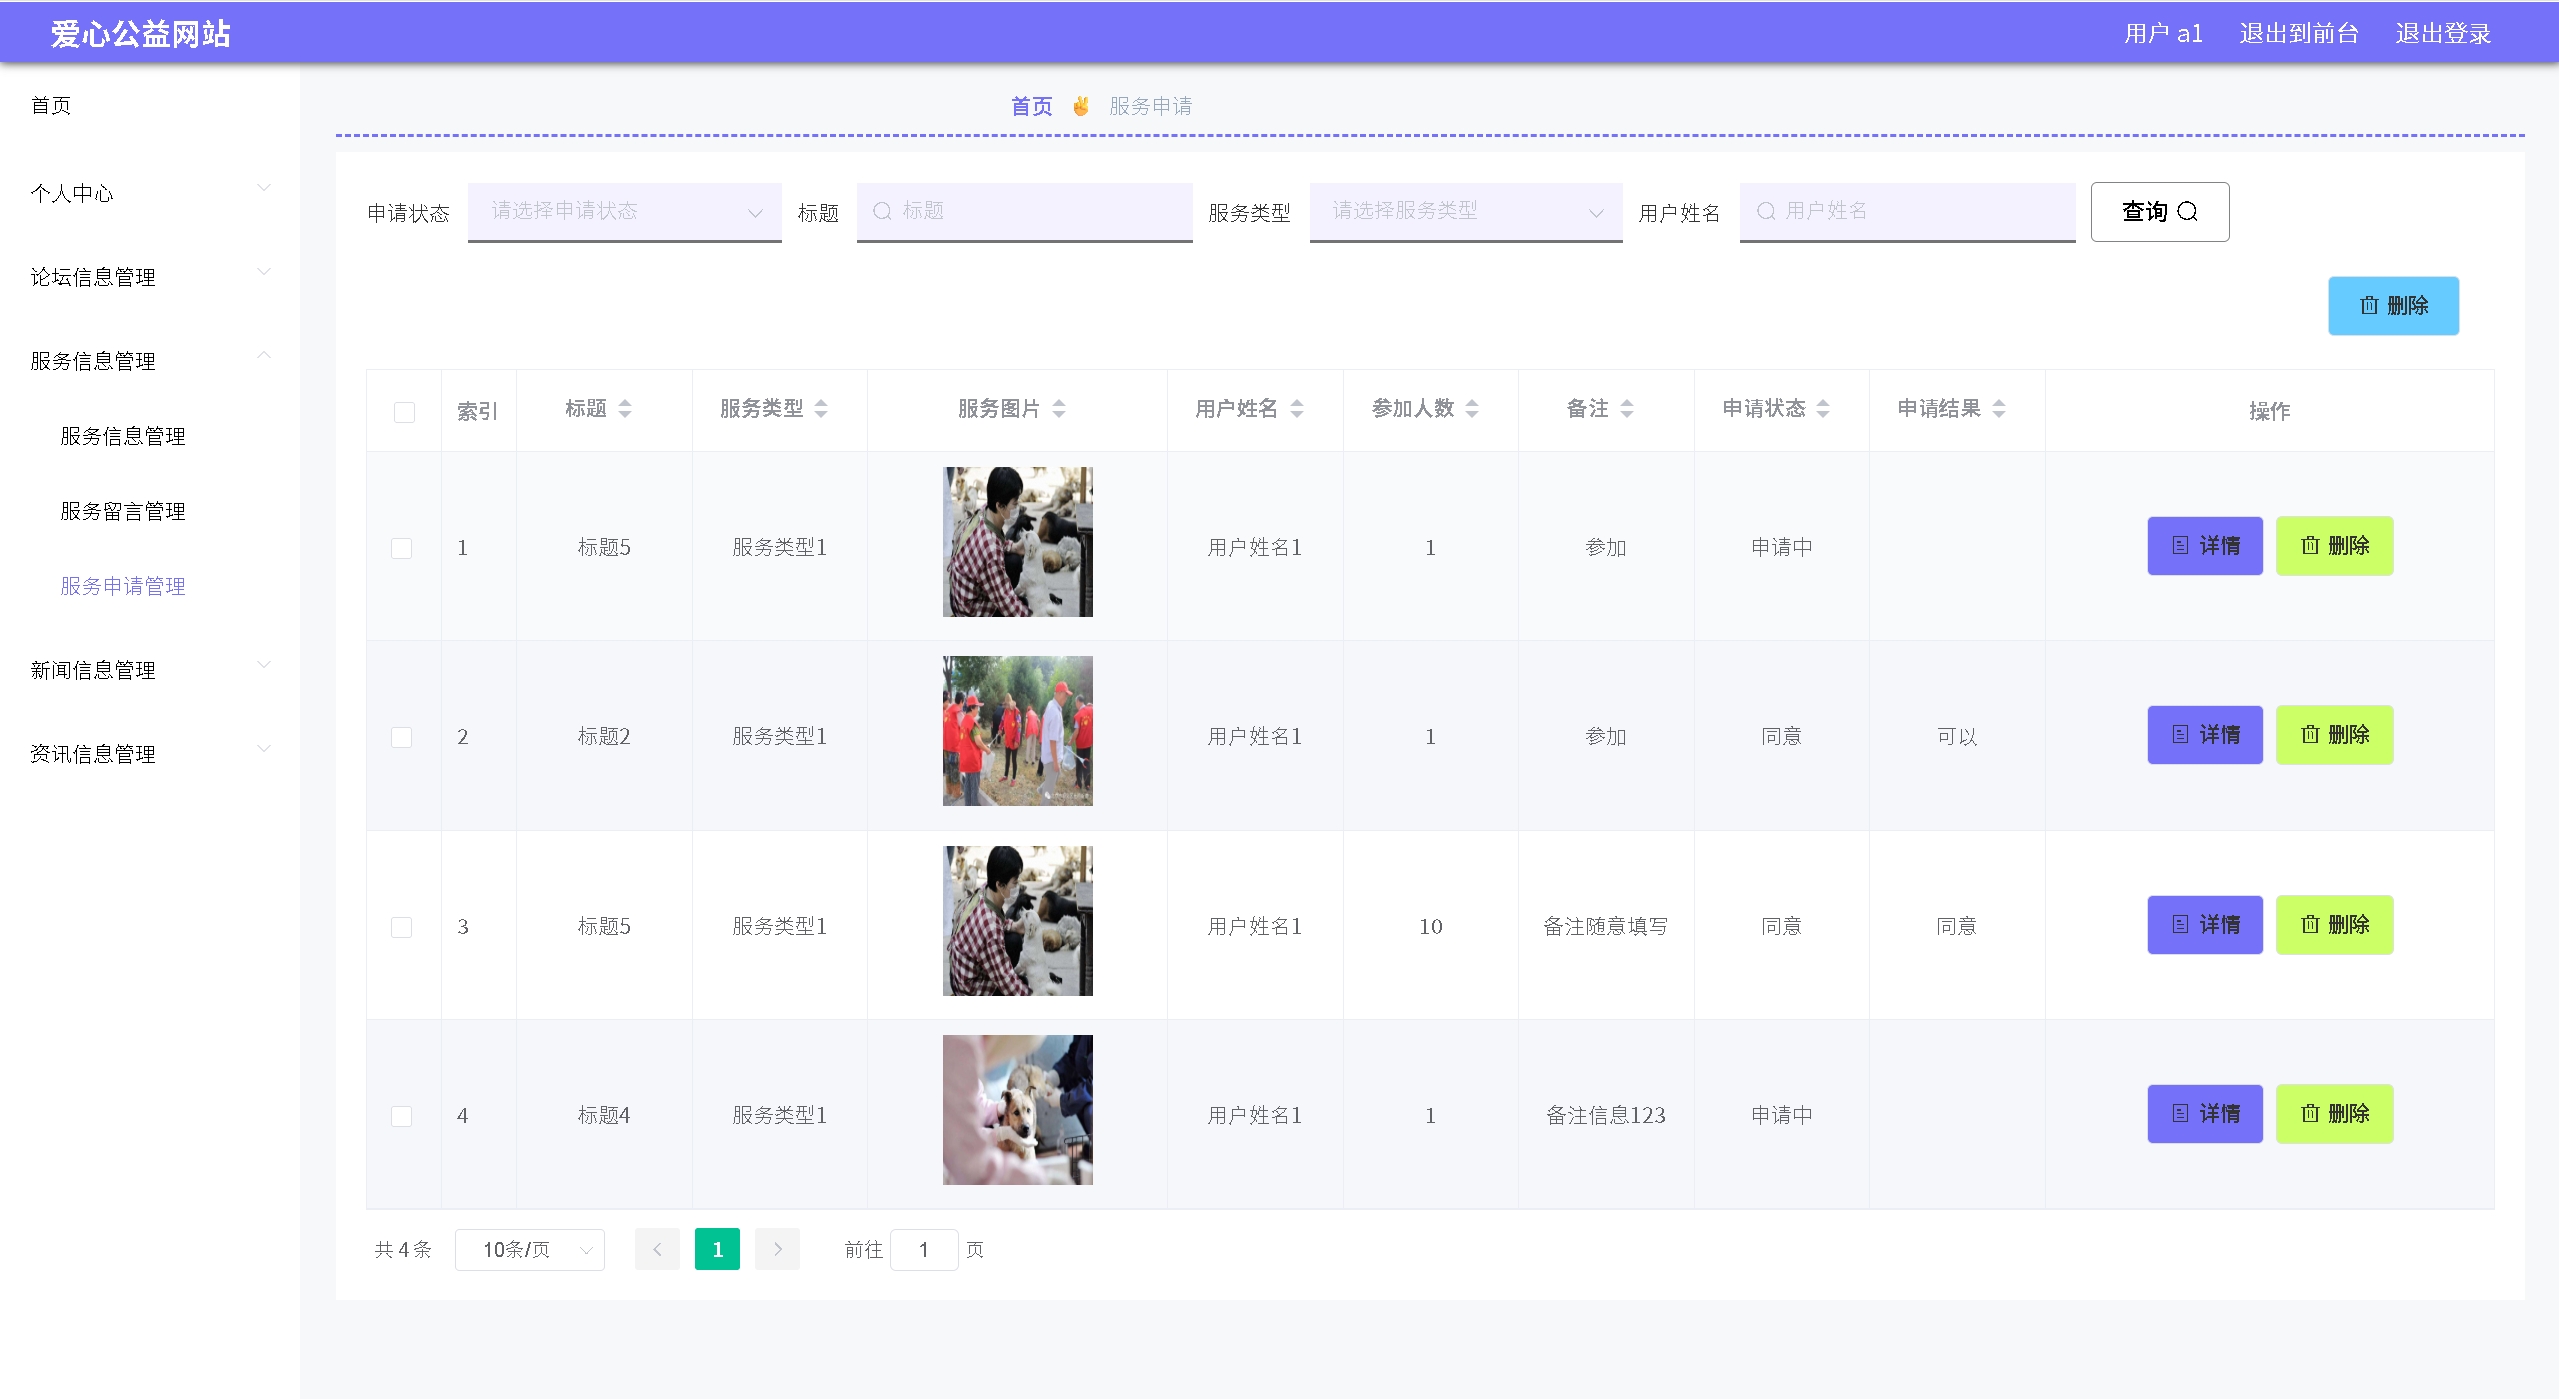 爱心公益网站
用户 a1 退出到前台 退出登录
首页
个人中心
论坛信息管理
服务信息管理
服务信息管理
服务留言管理
服务申请管理
新闻信息管理
资讯信息管理
首页 ✌ 服务申请
申请状态 请选择申请状态 标题 标题 服务类型 请选择服务类型 用户姓名 用户姓名 查询
删除
索引 标题 服务类型 服务图片 用户姓名 参加人数 备注 申请状态 申请结果 操作
1 标题5 服务类型1 用户姓名1 1 参加 申请中 详情 删除
2 标题2 服务类型1 用户姓名1 1 参加 同意 可以 详情 删除
3 标题5 服务类型1 用户姓名1 10 备注随意填写 同意 同意 详情 删除
4 标题4 服务类型1 用户姓名1 1 备注信息123 申请中 详情 删除
共 4 条 10条/页 1 前往 1 页